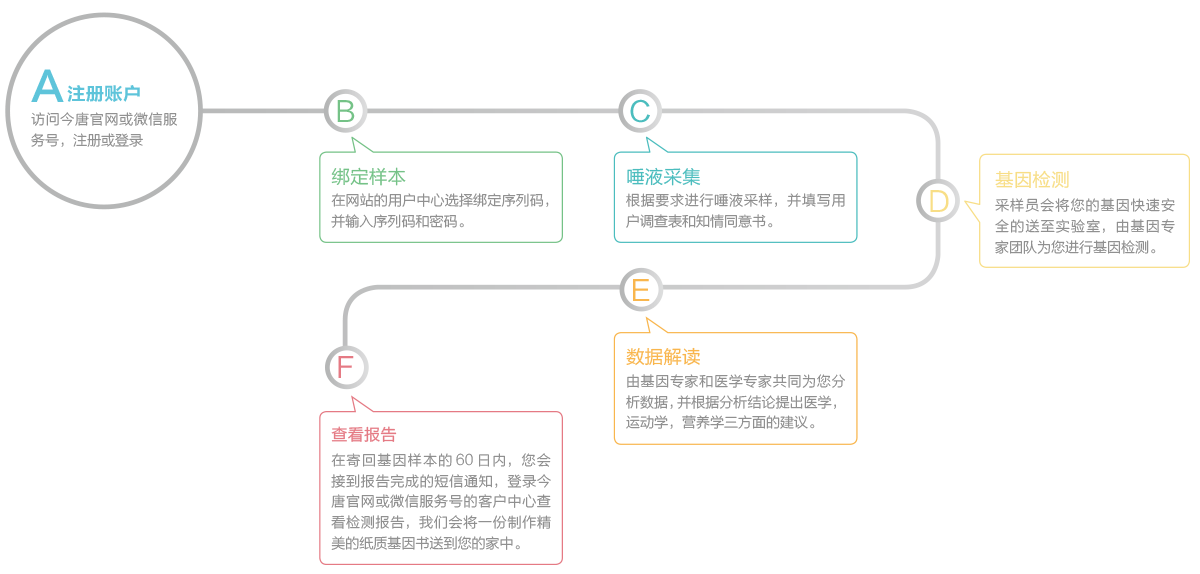 A 注册账户
访问今唐官网或微信服
务号，注册或登录
B
绑定样本
在网站的用户中心选择绑定序列码，
并输入序列码和密码。
C
唾液采集
根据要求进行唾液采样，并填写用
户调查表和知情同意书。
D
基因检测
采样员会将您的基因快速安
全的送至实验室，由基因专
家团队为您进行基因检测。
E
数据解读
由基因专家和医学专家共同为您分
析数据，并根据分析结论提出医学，
运动学，营养学三方面的建议。
F
查看报告
在寄回基因样本的 60 日内，您会
接到报告完成的短信通知，登录今
唐官网或微信服务号的客户中心查
看检测报告，我们会将一份制作精
美的纸质基因书送到您的家中。